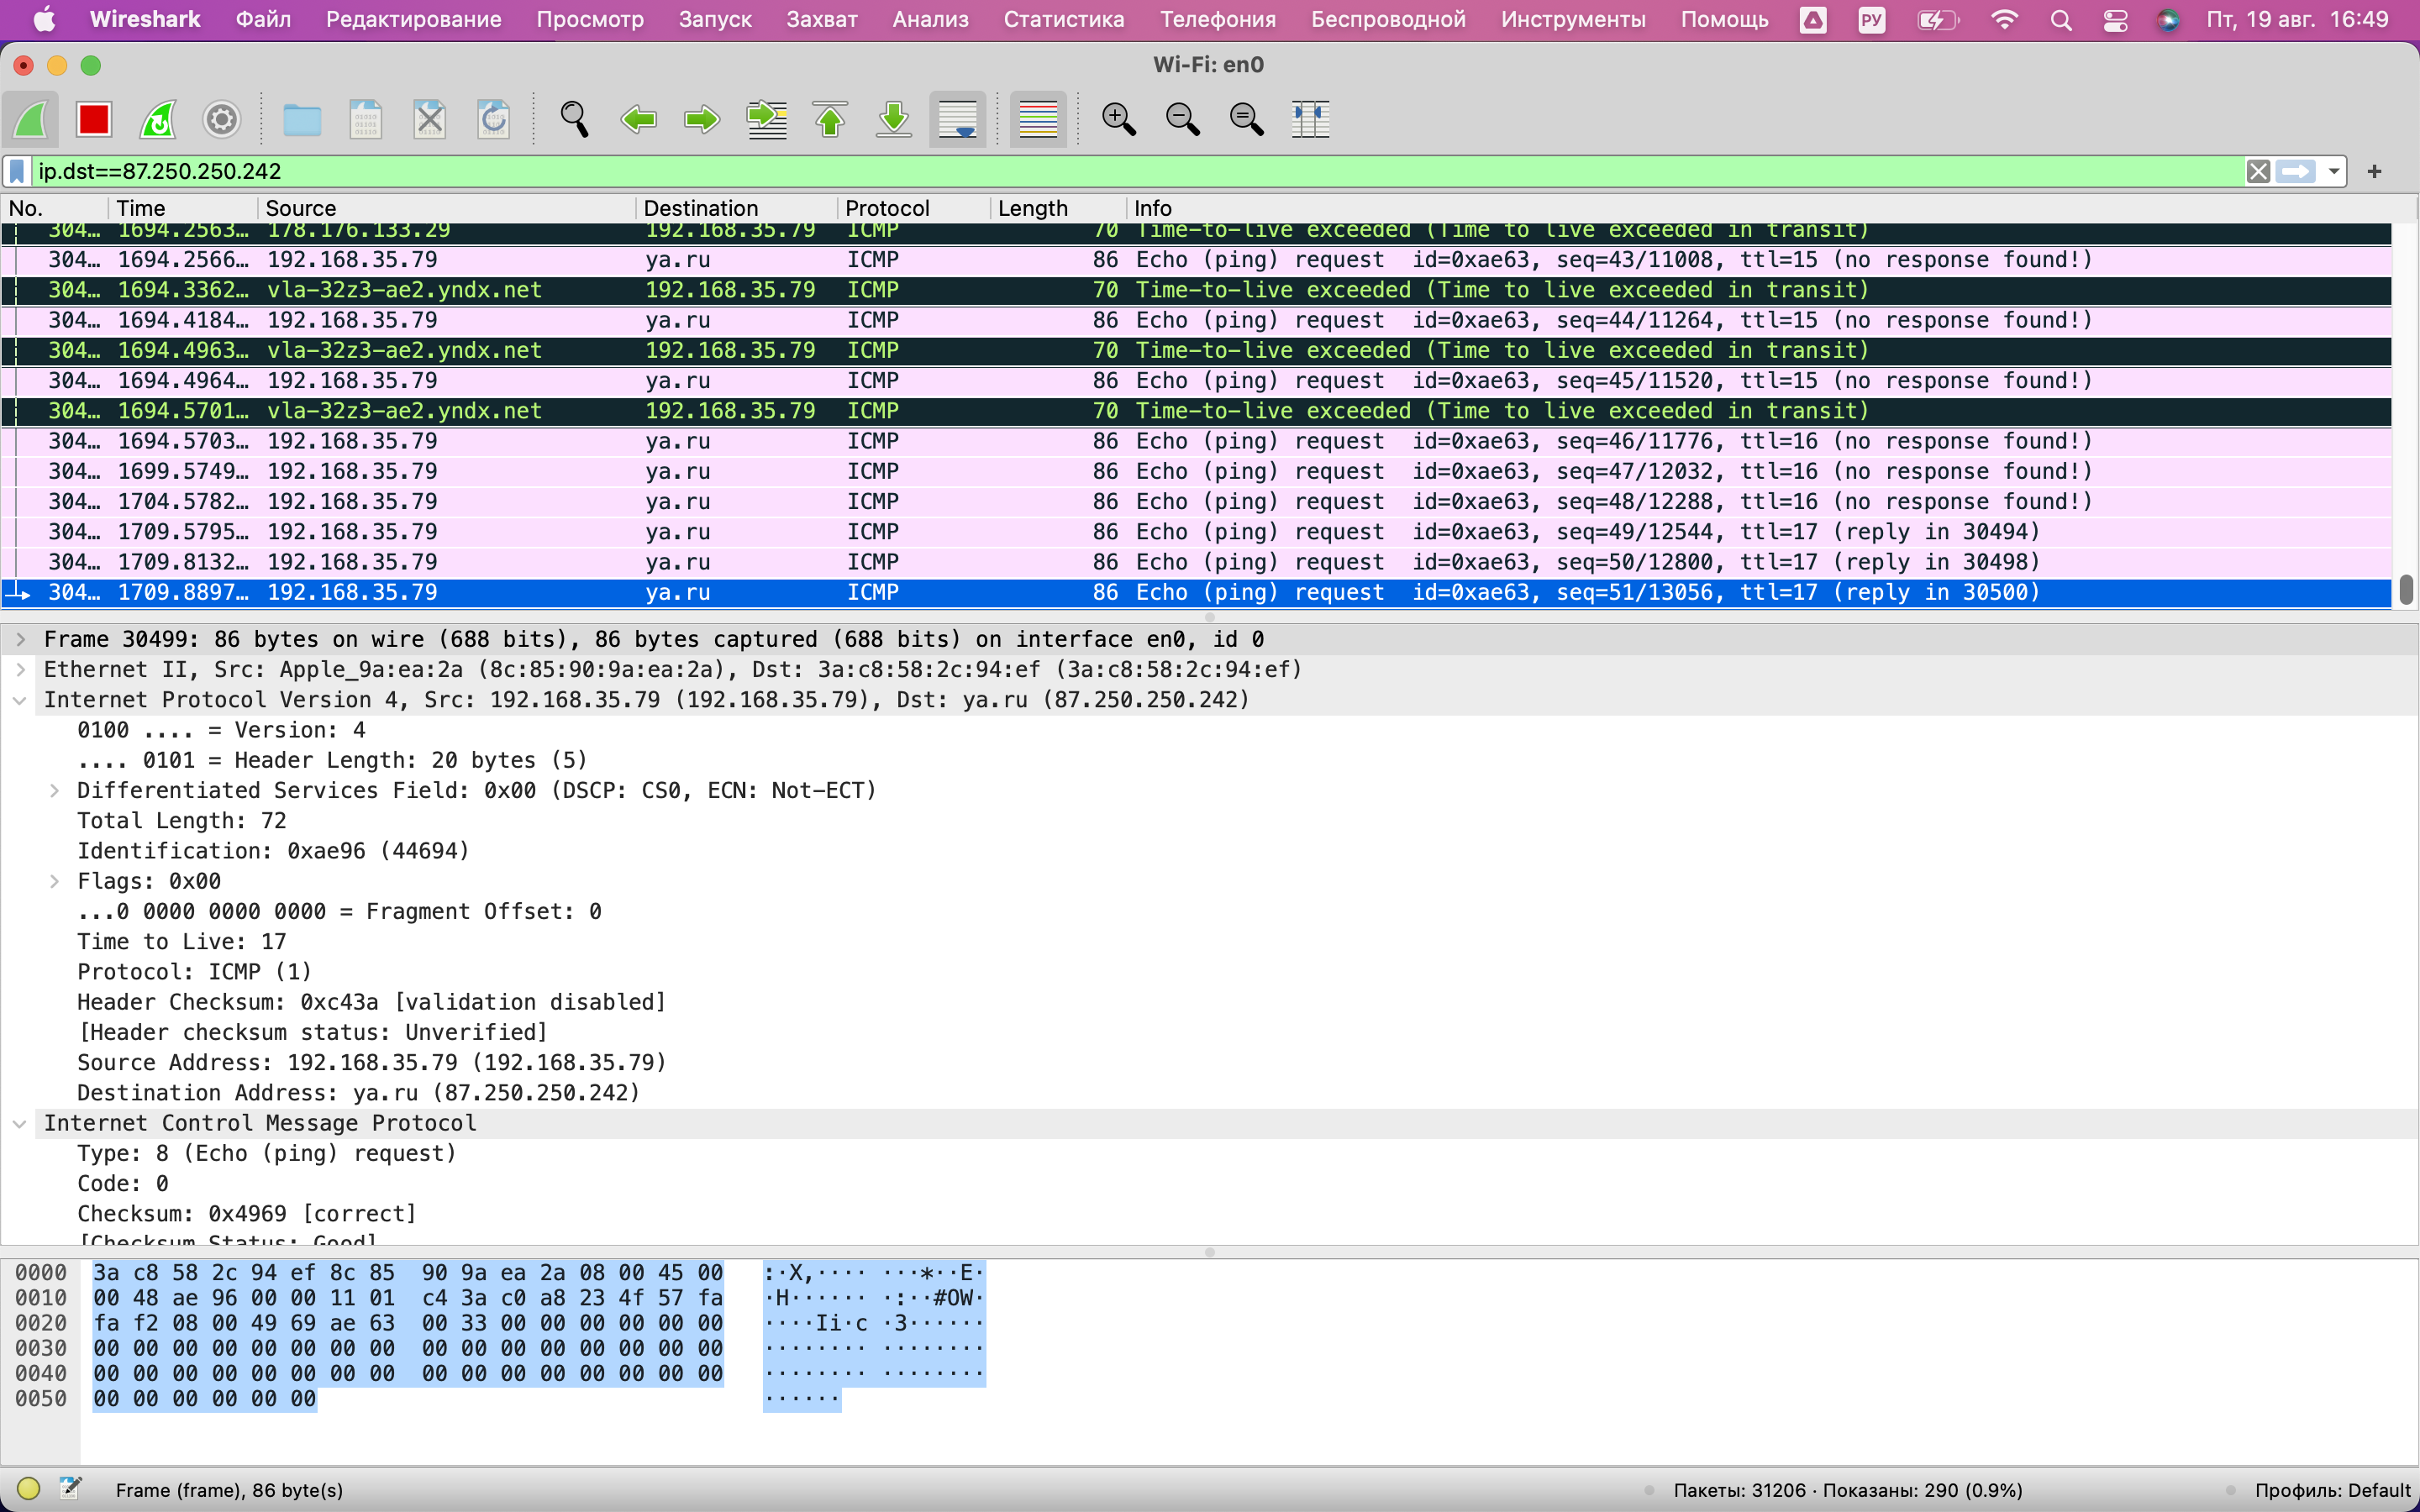 Wireshark Файл Редактирование Просмотр Запуск Захват Анализ Статистика Телефония Беспроводной Инструменты Помощь РУ Пт, 19 авг. 16:49
Wi-Fi: en0
ip.dst==87.250.250.242
No. Time Source Destination Protocol Length Info
304… 1694.2563… 178.176.133.29 192.168.35.79 ICMP 70 Time-to-live exceeded (Time to live exceeded in transit)
304… 1694.2566… 192.168.35.79 ya.ru ICMP 86 Echo (ping) request id=0xae63, seq=43/11008, ttl=15 (no response found!)
304… 1694.3362… vla-32z3-ae2.yndx.net 192.168.35.79 ICMP 70 Time-to-live exceeded (Time to live exceeded in transit)
304… 1694.4184… 192.168.35.79 ya.ru ICMP 86 Echo (ping) request id=0xae63, seq=44/11264, ttl=15 (no response found!)
304… 1694.4963… vla-32z3-ae2.yndx.net 192.168.35.79 ICMP 70 Time-to-live exceeded (Time to live exceeded in transit)
304… 1694.4964… 192.168.35.79 ya.ru ICMP 86 Echo (ping) request id=0xae63, seq=45/11520, ttl=15 (no response found!)
304… 1694.5701… vla-32z3-ae2.yndx.net 192.168.35.79 ICMP 70 Time-to-live exceeded (Time to live exceeded in transit)
304… 1694.5703… 192.168.35.79 ya.ru ICMP 86 Echo (ping) request id=0xae63, seq=46/11776, ttl=16 (no response found!)
304… 1699.5749… 192.168.35.79 ya.ru ICMP 86 Echo (ping) request id=0xae63, seq=47/12032, ttl=16 (no response found!)
304… 1704.5782… 192.168.35.79 ya.ru ICMP 86 Echo (ping) request id=0xae63, seq=48/12288, ttl=16 (no response found!)
304… 1709.5795… 192.168.35.79 ya.ru ICMP 86 Echo (ping) request id=0xae63, seq=49/12544, ttl=17 (reply in 30494)
304… 1709.8132… 192.168.35.79 ya.ru ICMP 86 Echo (ping) request id=0xae63, seq=50/12800, ttl=17 (reply in 30498)
304… 1709.8897… 192.168.35.79 ya.ru ICMP 86 Echo (ping) request id=0xae63, seq=51/13056, ttl=17 (reply in 30500)
Frame 30499: 86 bytes on wire (688 bits), 86 bytes captured (688 bits) on interface en0, id 0
Ethernet II, Src: Apple_9a:ea:2a (8c:85:90:9a:ea:2a), Dst: 3a:c8:58:2c:94:ef (3a:c8:58:2c:94:ef)
Internet Protocol Version 4, Src: 192.168.35.79 (192.168.35.79), Dst: ya.ru (87.250.250.242)
0100 .... = Version: 4
.... 0101 = Header Length: 20 bytes (5)
Differentiated Services Field: 0x00 (DSCP: CS0, ECN: Not-ECT)
Total Length: 72
Identification: 0xae96 (44694)
Flags: 0x00
...0 0000 0000 0000 = Fragment Offset: 0
Time to Live: 17
Protocol: ICMP (1)
Header Checksum: 0xc43a [validation disabled]
[Header checksum status: Unverified]
Source Address: 192.168.35.79 (192.168.35.79)
Destination Address: ya.ru (87.250.250.242)
Internet Control Message Protocol
Type: 8 (Echo (ping) request)
Code: 0
Checksum: 0x4969 [correct]
[Checksum Status: Good]
0000 3a c8 58 2c 94 ef 8c 85 90 9a ea 2a 08 00 45 00 :·X,···· ···*··E·
0010 00 48 ae 96 00 00 11 01 c4 3a c0 a8 23 4f 57 fa ·H······ ·:··#OW·
0020 fa f2 08 00 49 69 ae 63 00 33 00 00 00 00 00 00 ····Ii·c ·3······
0030 00 00 00 00 00 00 00 00 00 00 00 00 00 00 00 00 ········ ········
0040 00 00 00 00 00 00 00 00 00 00 00 00 00 00 00 00 ········ ········
0050 00 00 00 00 00 00 ······
Frame (frame), 86 byte(s) Пакеты: 31206 · Показаны: 290 (0.9%) Профиль: Default